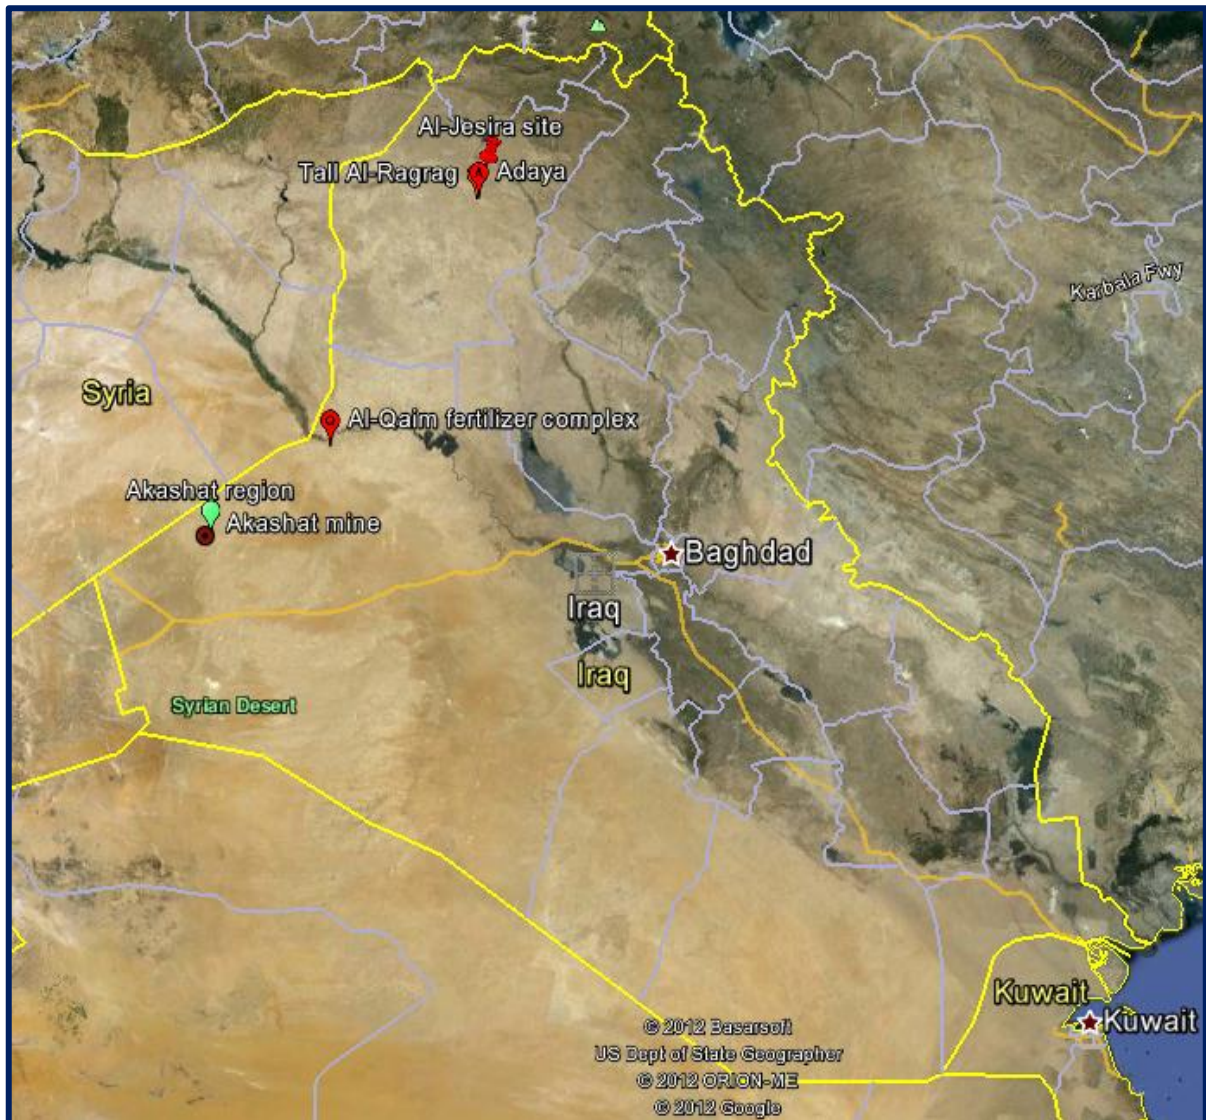 Al-Jesira site
Tall Al-Ragrag
Adaya
Karbala Fwy
Syria
Al-Qaim fertilizer complex
Akashat region
Akashat mine
Baghdad
Iraq
Iraq
Syrian Desert
Kuwait
Kuwait
© 2012 Basarsoft
US Dept of State Geographer
© 2012 ORION-ME
© 2012 Google